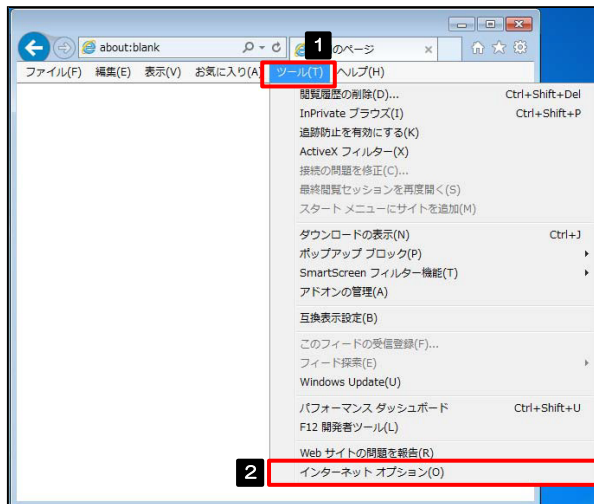 about:blank
1
のページ
ファイル(F) 編集(E) 表示(V) お気に入り(A) ツール(T) ヘルプ(H)
閲覧履歴の削除(D)... Ctrl+Shift+Del
InPrivate ブラウズ(I) Ctrl+Shift+P
追跡防止を有効にする(K)
ActiveX フィルター(X)
接続の問題を修正(C)...
最終閲覧セッションを再度開く(S)
スタート メニューにサイトを追加(M)
ダウンロードの表示(N) Ctrl+J
ポップアップ ブロック(P)
SmartScreen フィルター機能(T)
アドオンの管理(A)
互換表示設定(B)
このフィードの受信登録(F)...
フィード探索(E)
Windows Update(U)
パフォーマンス ダッシュボード Ctrl+Shift+U
F12 開発者ツール(L)
Web サイトの問題を報告(R)
2 インターネット オプション(O)